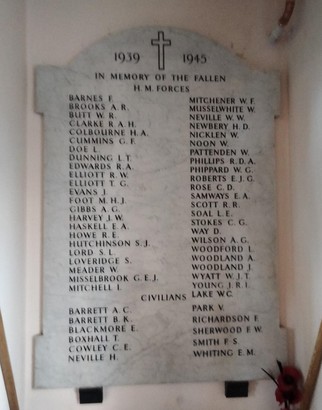 1939 1945
IN MEMORY OF THE FALLEN
H.M. FORCES
BARNES F.
BROOKS A.R.
BUTT W.R.
CLARKE R.A.H.
COLBOURNE H.A.
CUMMINS G.F.
DOE L.
DUNNING L.T.
EDWARDS R.A.
ELLIOTT R.W.
ELLIOTT T.G.
EVANS J.
FOOT M.H.J.
GIBBS A.G.
HARVEY J.W.
HASKELL E.A.
HOWE R.E.
HUTCHINSON S.J.
LORD S.L.
LOVERIDGE S.
MEADER W.
MISSELBROOK G.E.J.
MITCHELL I.
MITCHENER W.F.
MUSSELWHITE W.
NEVILLE W.W.
NEWBERY H.D.
NICKLEN W.
NOON W.
PATTENDEN W.
PHILLIPS R.D.A.
PHIPPARD W.G.
ROBERTS E.J.G.
ROSE C.D.
SAMWAYS E.A.
SCOTT R.R.
SOAL L.E.
STOKES C.G.
WAY D.
WILSON A.G.
WOODFORD L.
WOODLAND A.
WOODLAND J.
WYATT W.J.T.
YOUNG J.R.L.
LAKE W.C.
CIVILIANS
BARRETT A.C.
BARRETT B.K.
BLACKMORE E.
BOXHALL T.
COWLEY C.E.
NEVILLE H.
PARK V.
RICHARDSON F.
SHERWOOD F.W.
SMITH F.S.
WHITING E.M.